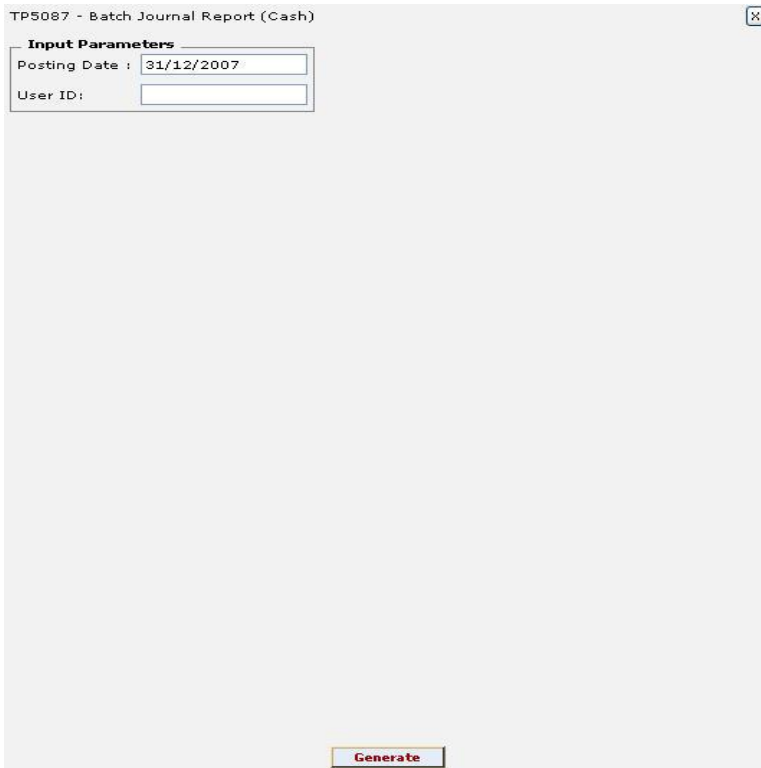 TP5087 - Batch Journal Report (Cash)
X
Input Parameters
Posting Date : 31/12/2007
User ID:
Generate